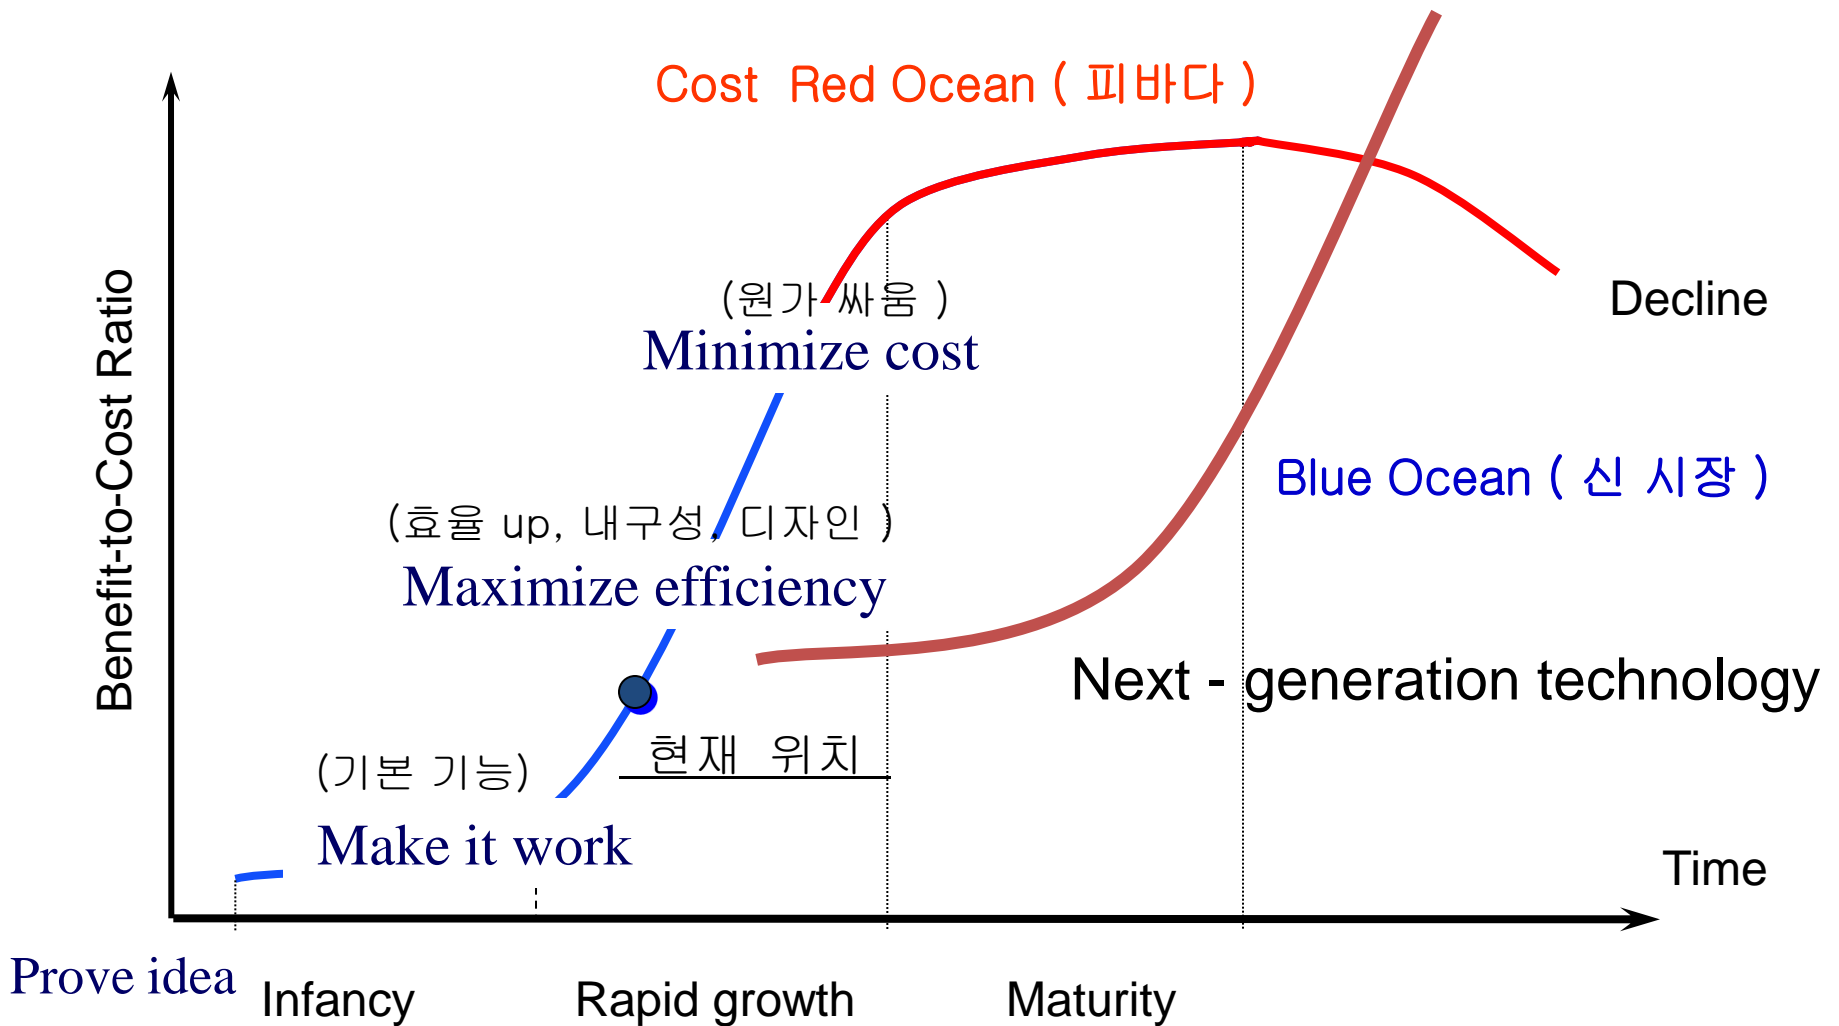 Cost  Red Ocean ( 피바다 )
Benefit-to-Cost Ratio
(원가 싸움 )
Minimize cost
Decline
Blue Ocean ( 신 시장 )
(효율 up, 내구성, 디자인 )
Maximize efficiency
Next - generation technology
현재 위치
(기본 기능)
Make it work
Time
Prove idea
Infancy
Rapid growth
Maturity